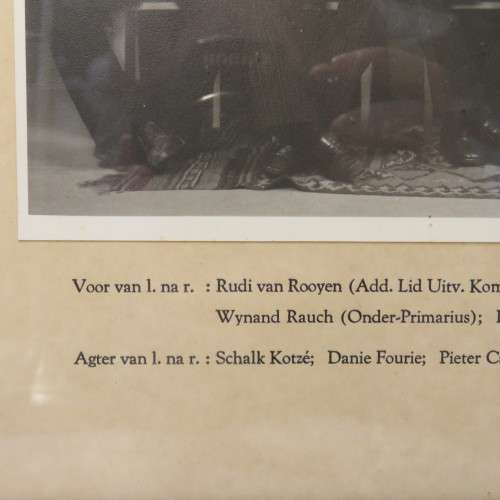 Voor van l. na r. : Rudi van Rooyen (Add. Lid Uitv. Kom
Wynand Rauch (Onder-Primarius);
Agter van l. na r. : Schalk Kotzé; Danie Fourie; Pieter